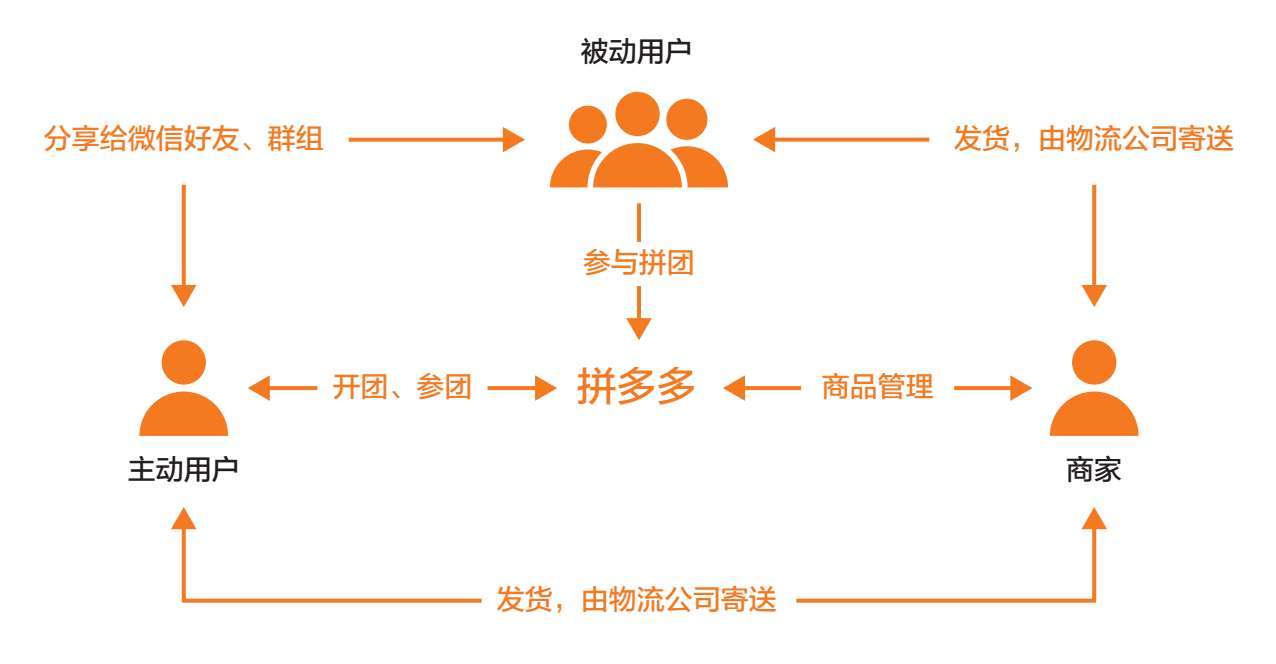 被动用户
分享给微信好友、群组
发货，由物流公司寄送
参与拼团
开团、参团
拼多多
商品管理
主动用户
商家
发货，由物流公司寄送